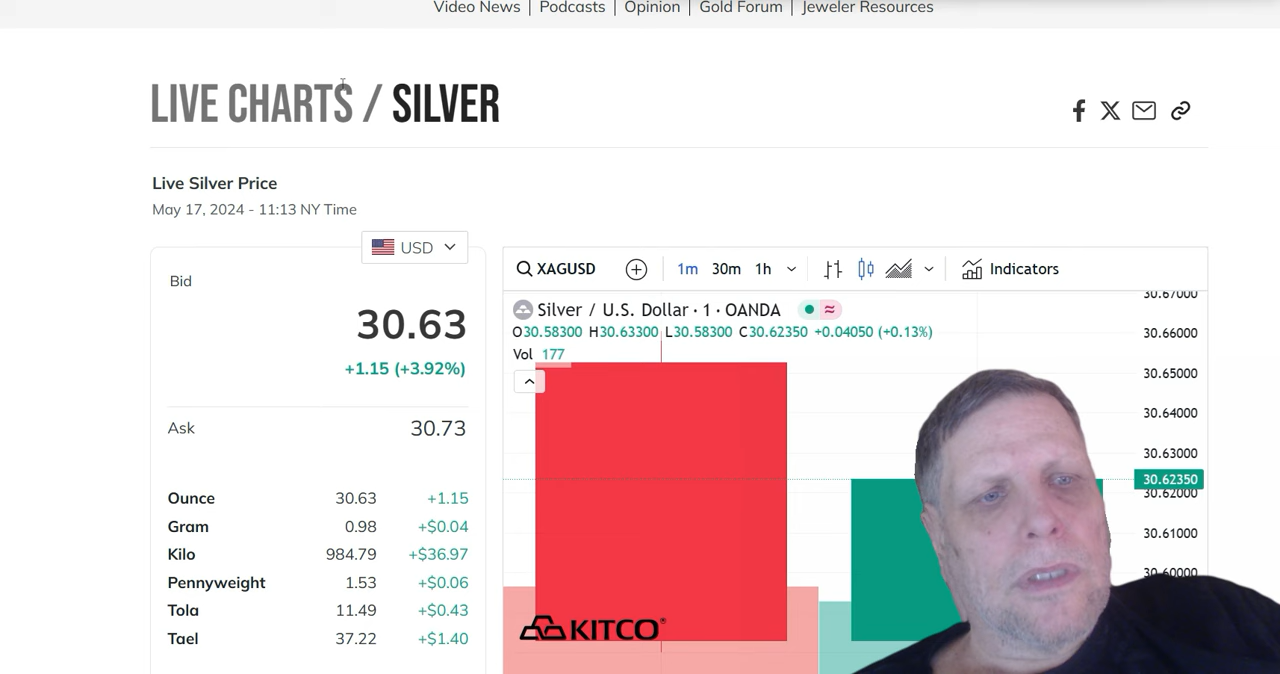 Video News | Podcasts | Opinion | Gold Forum | Jeweler Resources
LIVE CHARTS / SILVER
Live Silver Price
May 17, 2024 - 11:13 NY Time
USD
Bid
30.63
+1.15 (+3.92%)
Ask 30.73
Ounce 30.63 +1.15
Gram 0.98 +$0.04
Kilo 984.79 +$36.97
Pennyweight 1.53 +$0.06
Tola 11.49 +$0.43
Tael 37.22 +$1.40
XAGUSD 1m 30m 1h Indicators
Silver / U.S. Dollar · 1 · OANDA
O30.58300 H30.63300 L30.58300 C30.62350 +0.04050 (+0.13%)
Vol 177
30.67000
30.66000
30.65000
30.64000
30.63000
30.62350
30.62000
30.61000
30.60000
KITCO®